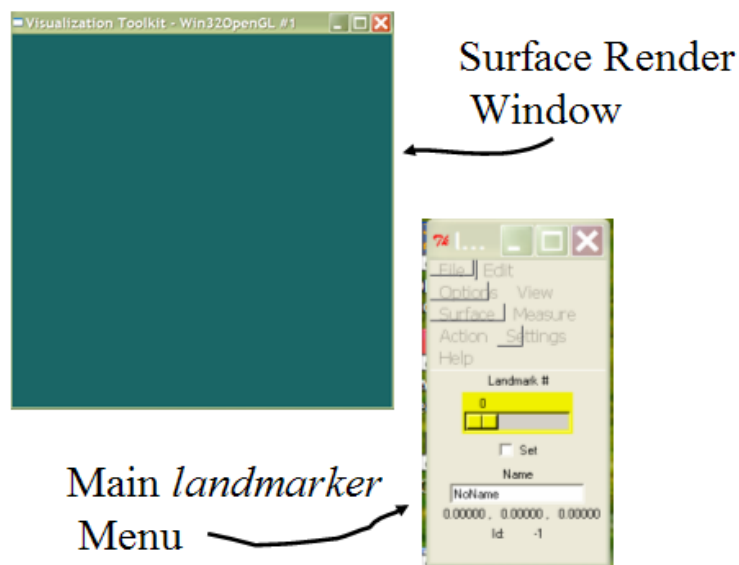 Visualization Toolkit - Win32OpenGL #1
Surface Render
Window
7% l...
File Edit
Options View
Surface Measure
Action Settings
Help
Landmark #
0
Set
Name
NoName
0.00000 , 0.00000 , 0.00000
Id: -1
Main landmarker
Menu